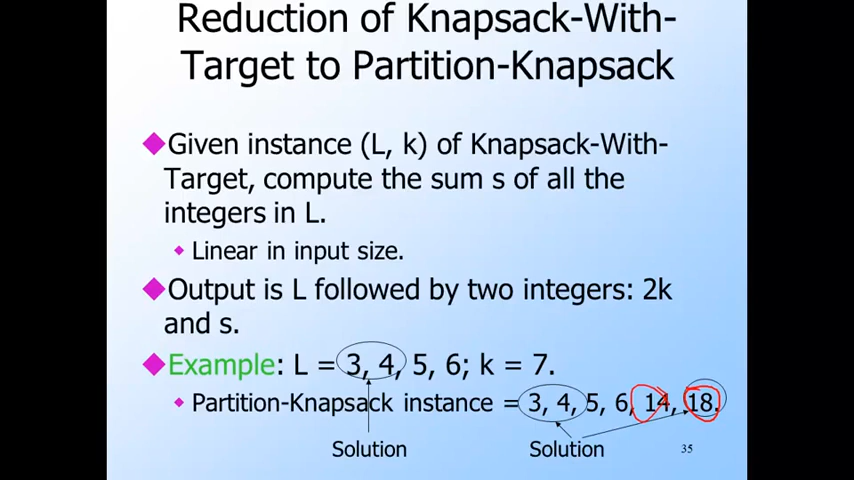 Reduction of Knapsack-With-
Target to Partition-Knapsack
Given instance (L, k) of Knapsack-With-
Target, compute the sum s of all the
integers in L.
Linear in input size.
Output is L followed by two integers: 2k
and s.
Example: L = 3, 4, 5, 6; k = 7.
Partition-Knapsack instance = 3, 4, 5, 6, 14, 18.
Solution Solution 35